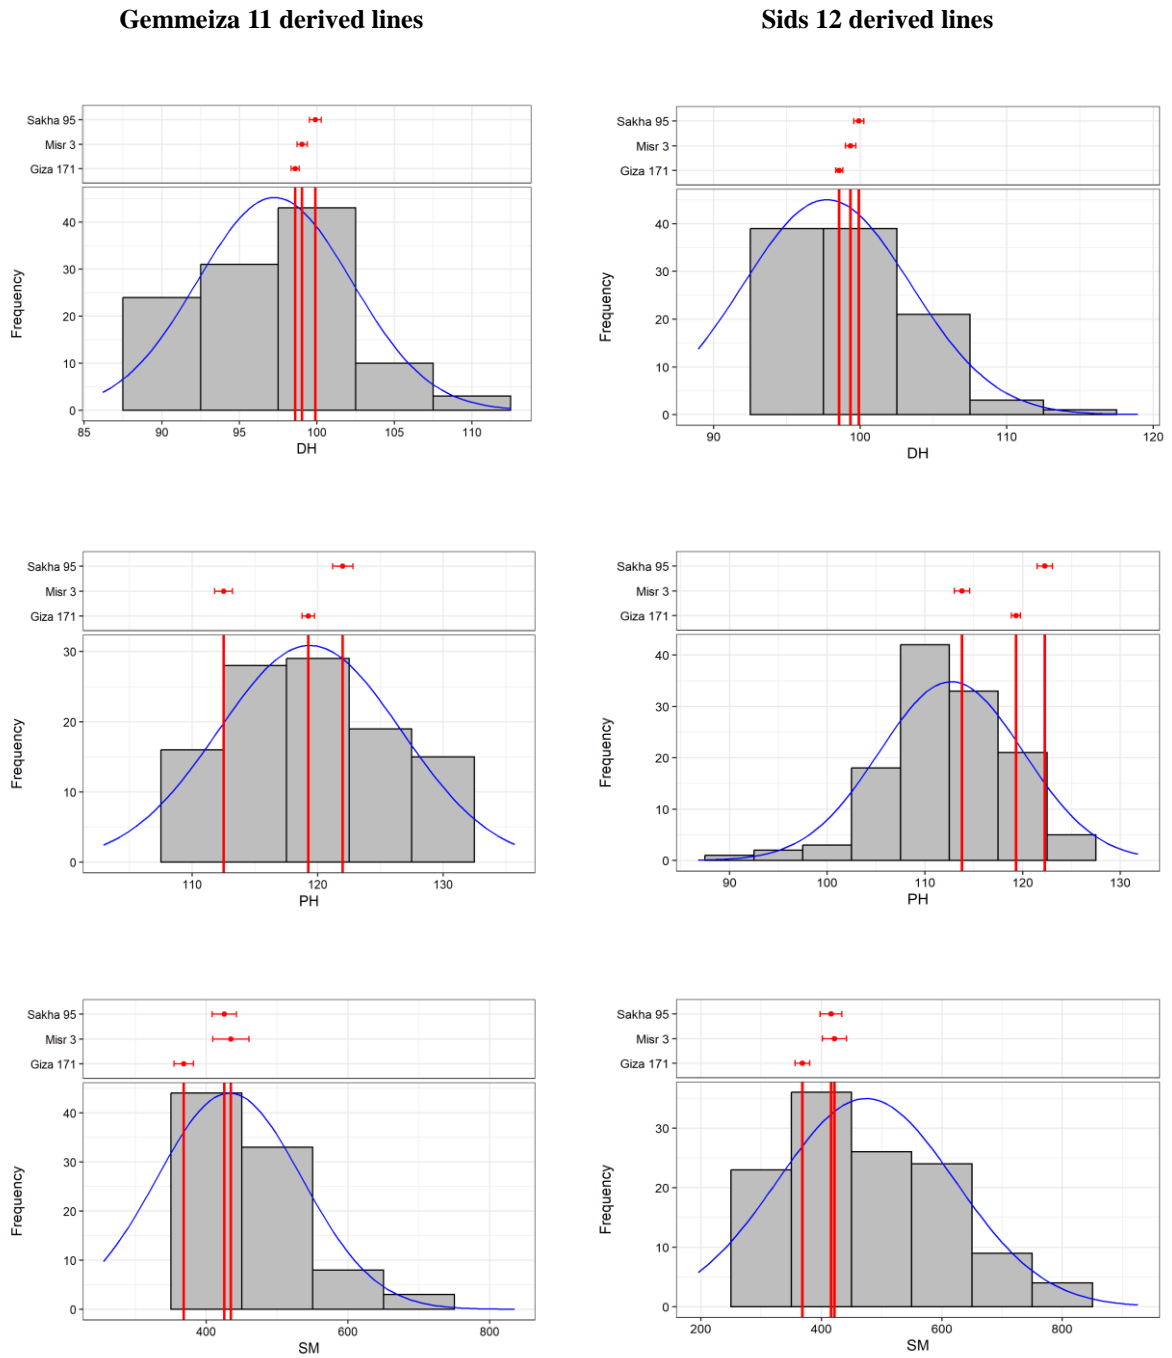 Gemmeiza 11 derived lines
Sids 12 derived lines
Sakha 95
Misr 3
Giza 171
Frequency
40
30
20
10
0
85 90 95 100 105 110
DH
Sakha 95
Misr 3
Giza 171
Frequency
40
30
20
10
0
90 100 110 120
DH
Sakha 95
Misr 3
Giza 171
Frequency
30
20
10
0
110 120 130
PH
Sakha 95
Misr 3
Giza 171
Frequency
40
30
20
10
0
90 100 110 120 130
PH
Sakha 95
Misr 3
Giza 171
Frequency
40
30
20
10
0
400 600 800
SM
Sakha 95
Misr 3
Giza 171
Frequency
30
20
10
0
200 400 600 800
SM